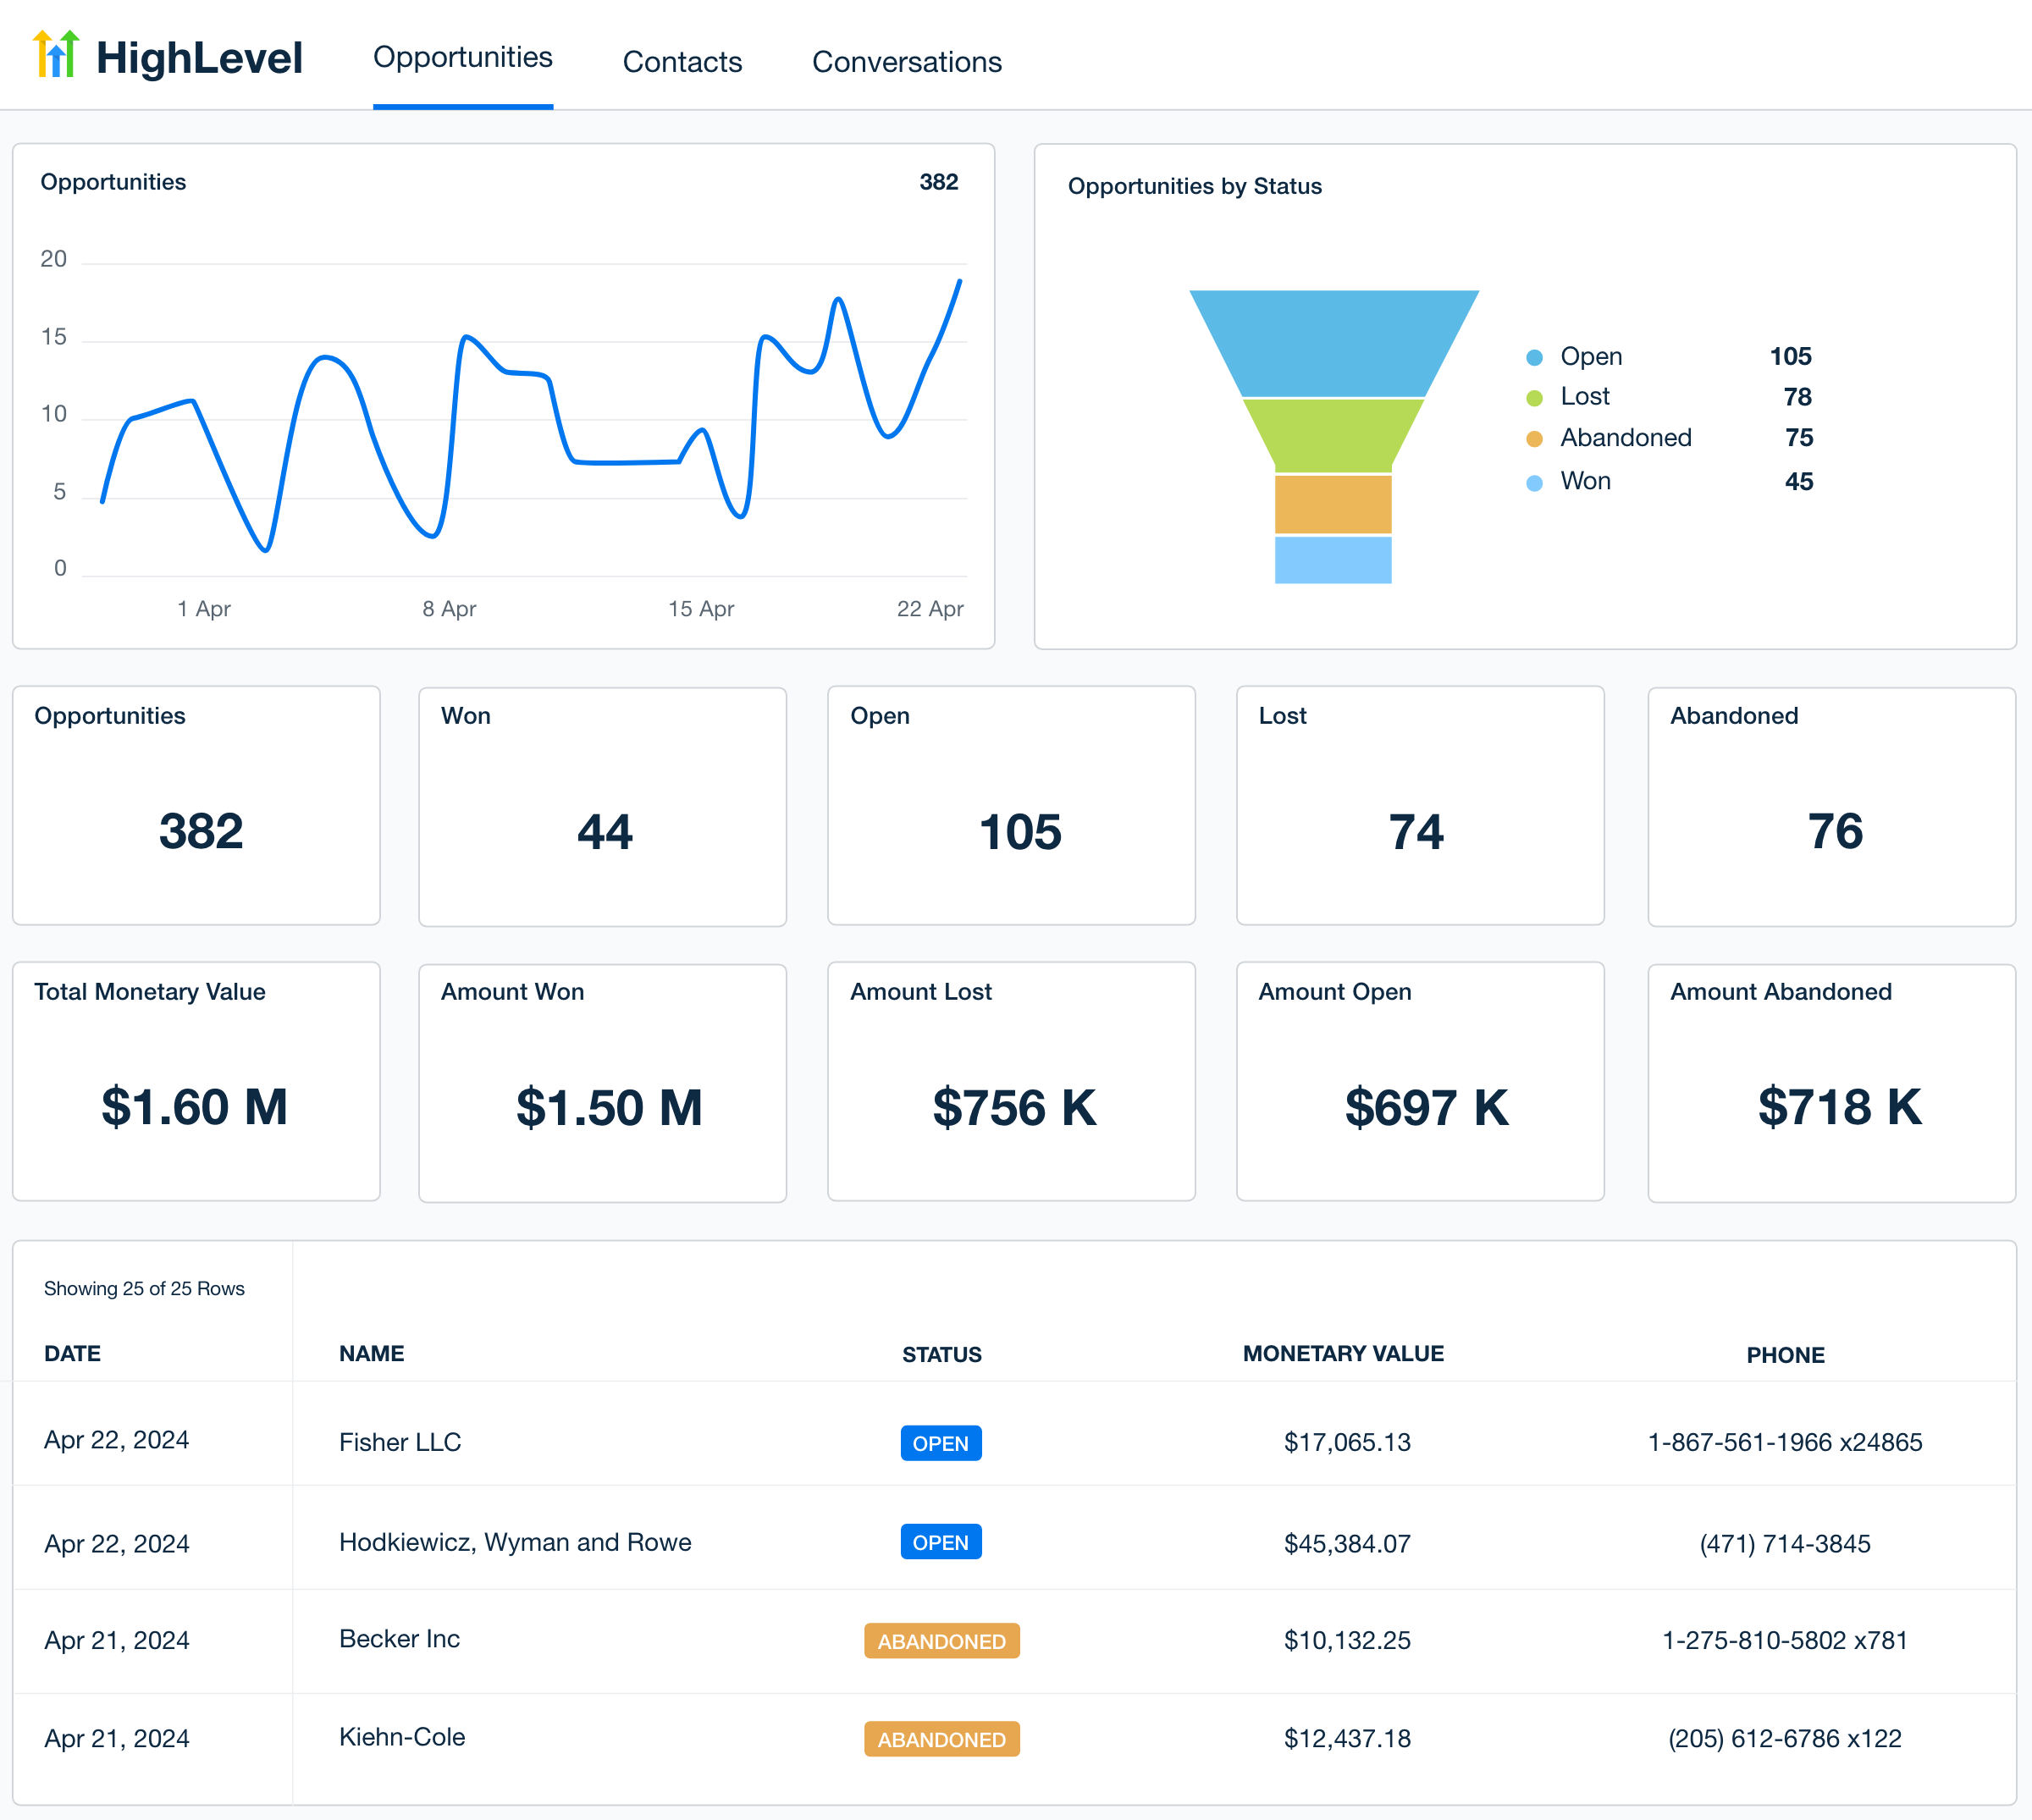 HighLevel Opportunities Contacts Conversations
Opportunities 382
20
15
10
5
0
1 Apr 8 Apr 15 Apr 22 Apr
Opportunities by Status
Open 105
Lost 78
Abandoned 75
Won 45
Opportunities Won Open Lost Abandoned
382 44 105 74 76
Total Monetary Value Amount Won Amount Lost Amount Open Amount Abandoned
$1.60 M $1.50 M $756 K $697 K $718 K
Showing 25 of 25 Rows
DATE NAME STATUS MONETARY VALUE PHONE
Apr 22, 2024 Fisher LLC OPEN $17,065.13 1-867-561-1966 x24865
Apr 22, 2024 Hodkiewicz, Wyman and Rowe OPEN $45,384.07 (471) 714-3845
Apr 21, 2024 Becker Inc ABANDONED $10,132.25 1-275-810-5802 x781
Apr 21, 2024 Kiehn-Cole ABANDONED $12,437.18 (205) 612-6786 x122